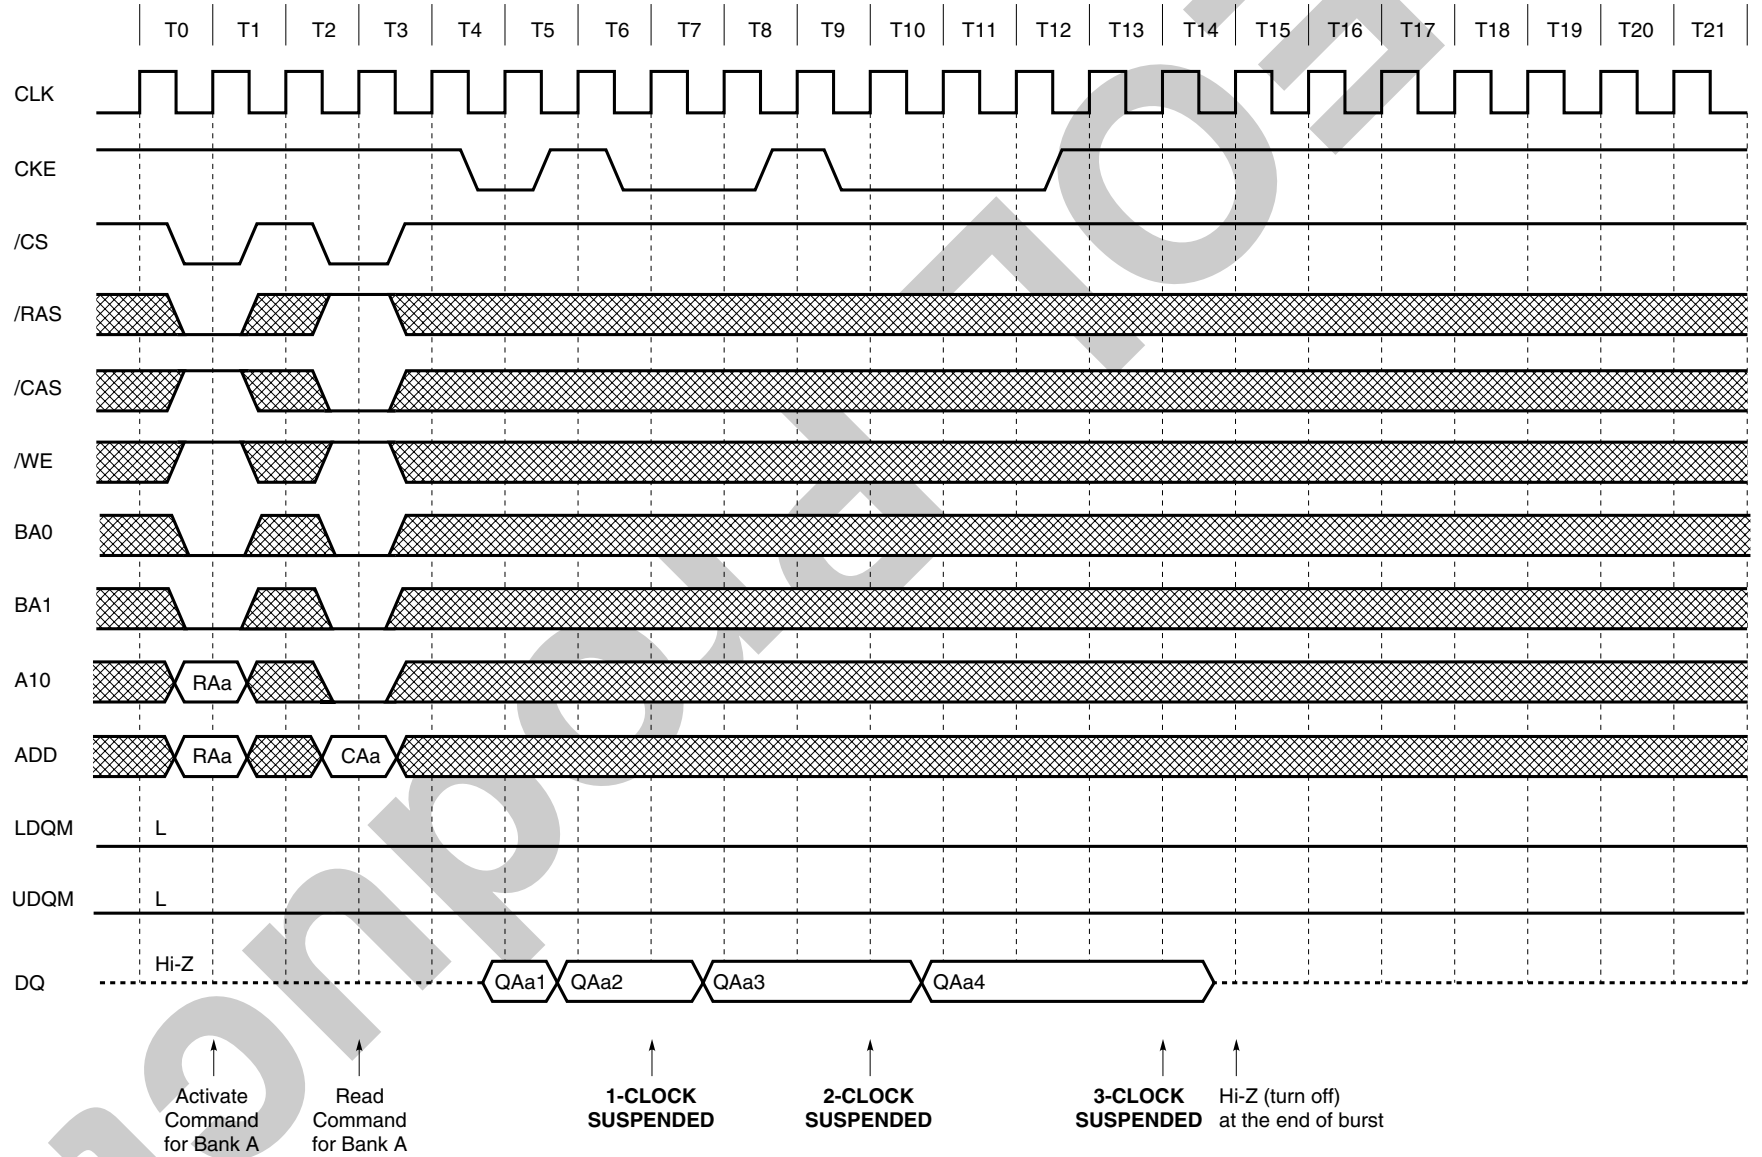 T0 T1 T2 T3 T4 T5 T6 T7 T8 T9 T10 T11 T12 T13 T14 T15 T16 T17 T18 T19 T20 T21
CLK
CKE
/CS
/RAS
/CAS
/WE
BA0
BA1
A10 RAa
ADD RAa CAa
LDQM L
UDQM L
Hi-Z
DQ QAa1 QAa2 QAa3 QAa4
Activate
Command
for Bank A
Read
Command
for Bank A
1-CLOCK
SUSPENDED
2-CLOCK
SUSPENDED
3-CLOCK
SUSPENDED
Hi-Z (turn off)
at the end of burst
EOL Product